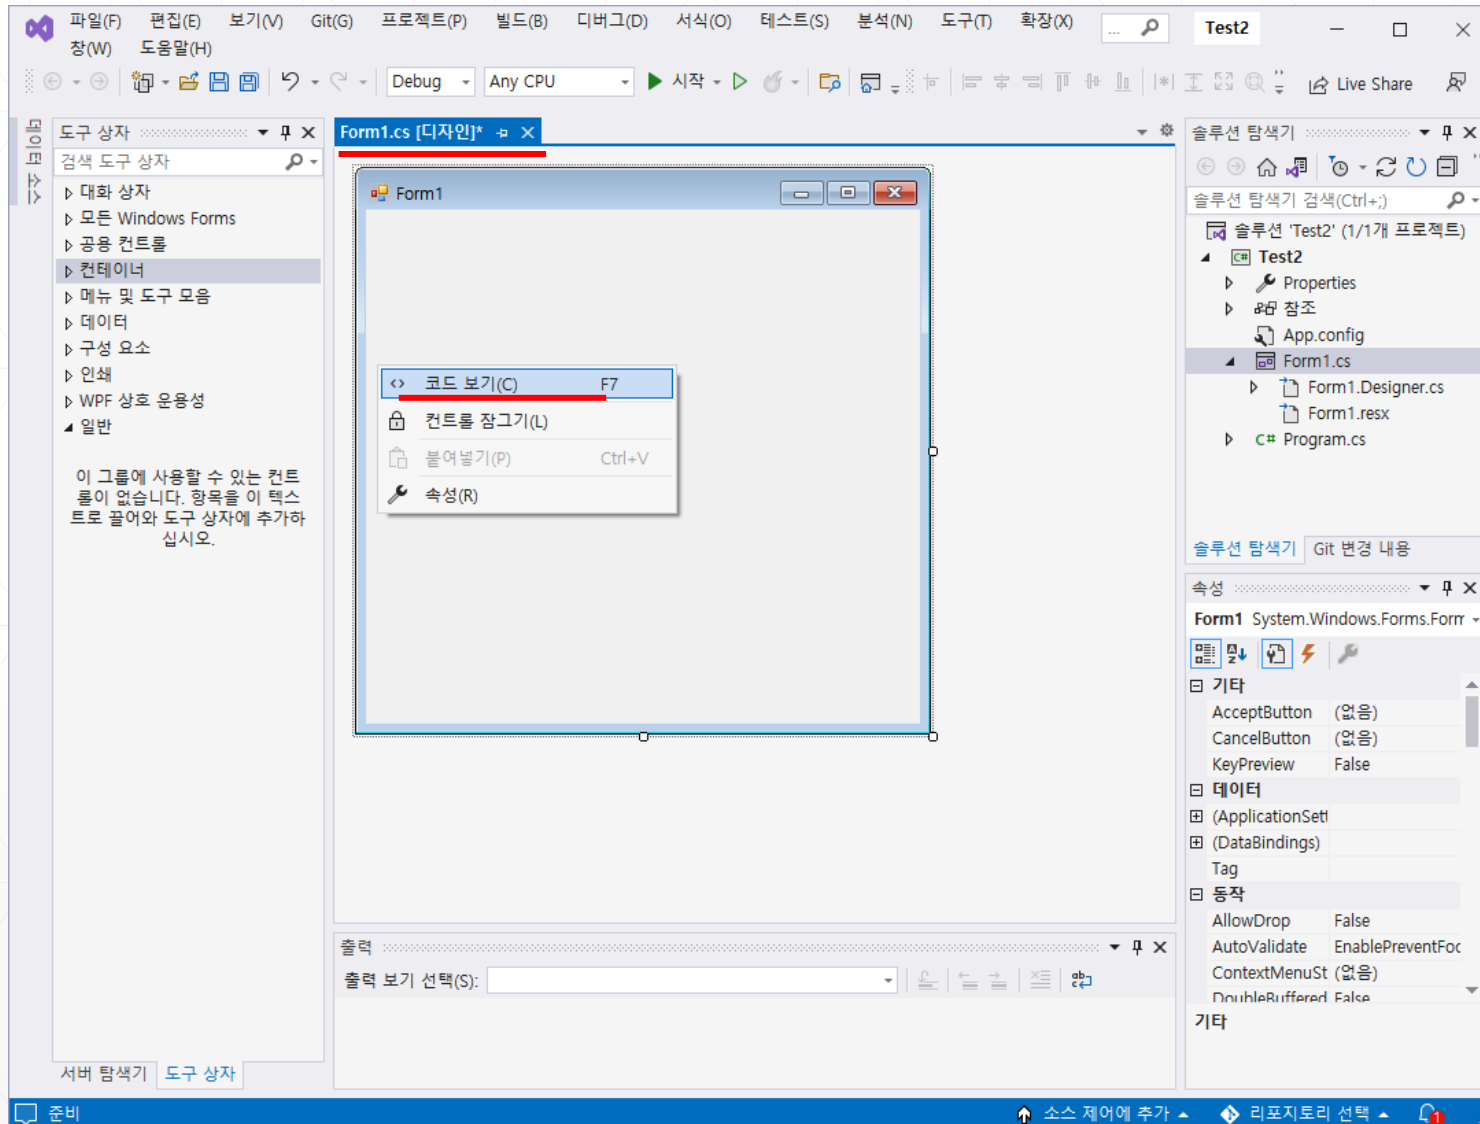 파일(F) 편집(E) 보기(V) Git(G) 프로젝트(P) 빌드(B) 디버그(D) 서식(O) 테스트(S) 분석(N) 도구(T) 확장(X) ... Test2
창(W) 도움말(H)
Debug Any CPU 시작 Live Share
데이터 소스
도구 상자
검색 도구 상자
대화 상자
모든 Windows Forms
공용 컨트롤
컨테이너
메뉴 및 도구 모음
데이터
구성 요소
인쇄
WPF 상호 운용성
일반
이 그룹에 사용할 수 있는 컨트
롤이 없습니다. 항목을 이 텍스
트로 끌어와 도구 상자에 추가하
십시오.
서버 탐색기 도구 상자
Form1.cs [디자인]*
Form1
코드 보기(C) F7
컨트롤 잠그기(L)
붙여넣기(P) Ctrl+V
속성(R)
출력
출력 보기 선택(S):
솔루션 탐색기
솔루션 탐색기 검색(Ctrl+;)
솔루션 'Test2' (1/1개 프로젝트)
C# Test2
Properties
참조
App.config
Form1.cs
Form1.Designer.cs
Form1.resx
C# Program.cs
솔루션 탐색기 Git 변경 내용
속성
Form1 System.Windows.Forms.Form
기타
AcceptButton (없음)
CancelButton (없음)
KeyPreview False
데이터
(ApplicationSett
(DataBindings)
Tag
동작
AllowDrop False
AutoValidate EnablePreventFoc
ContextMenuSt (없음)
DoubleBuffered False
기타
준비 소스 제어에 추가 리포지토리 선택 1